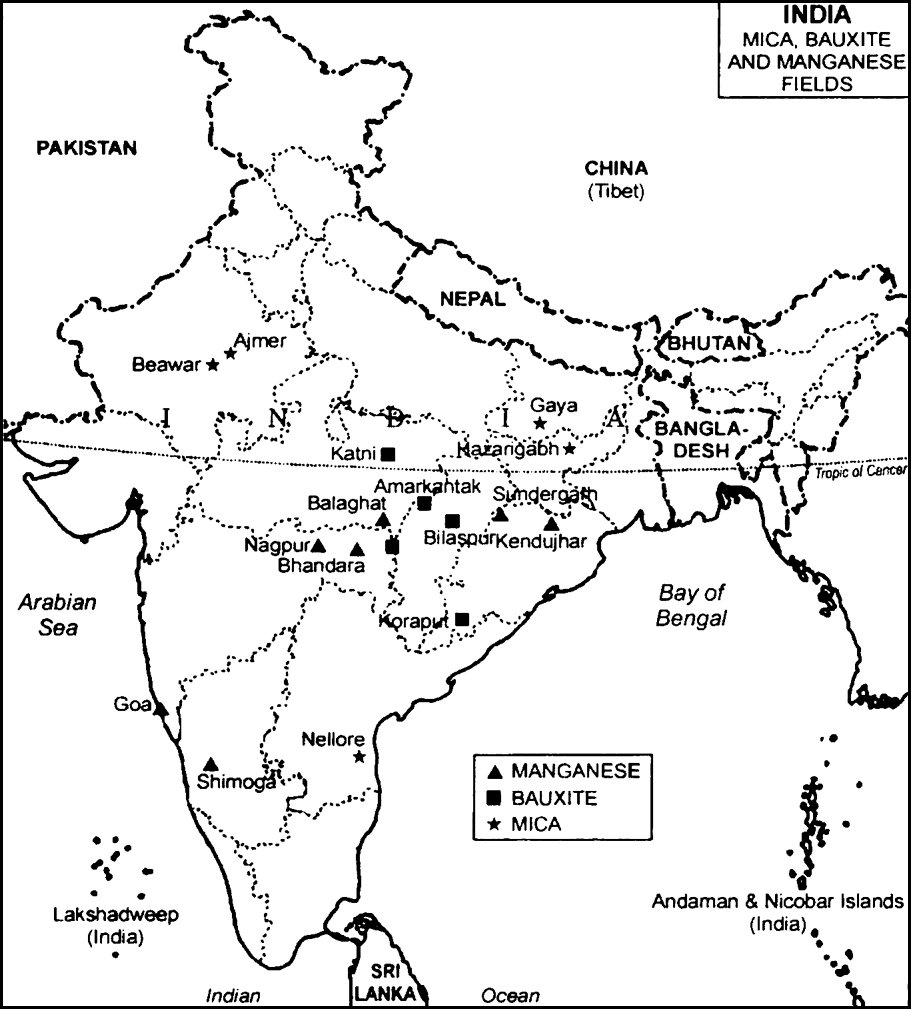 INDIA
MICA, BAUXITE
AND MANGANESE
FIELDS
PAKISTAN
CHINA
(Tibet)
NEPAL
BHUTAN
Ajmer
Beawar
I N D I A
Gaya
BANGLA-
DESH
Katni
Hazarigabh
Tropic of Cancer
Amarkantak
Balaghat
Sundergath
Bilaspur
Kendujhar
Nagpur
Bhandara
Arabian
Sea
Bay of
Bengal
Koraput
Goa
Nellore
Shimoga
MANGANESE
BAUXITE
MICA
Lakshadweep
(India)
Andaman & Nicobar Islands
(India)
SRI
LANKA
Indian Ocean